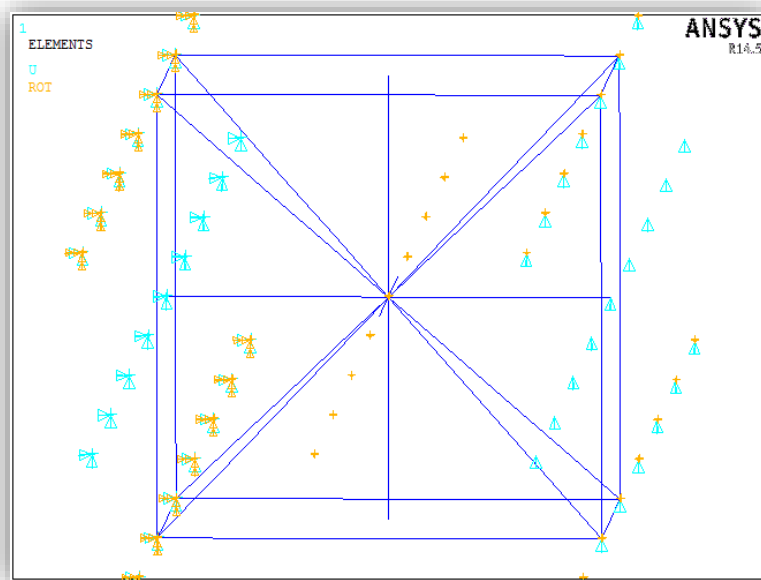 1
ELEMENTS
U
ROT
ANSYS
R14.5